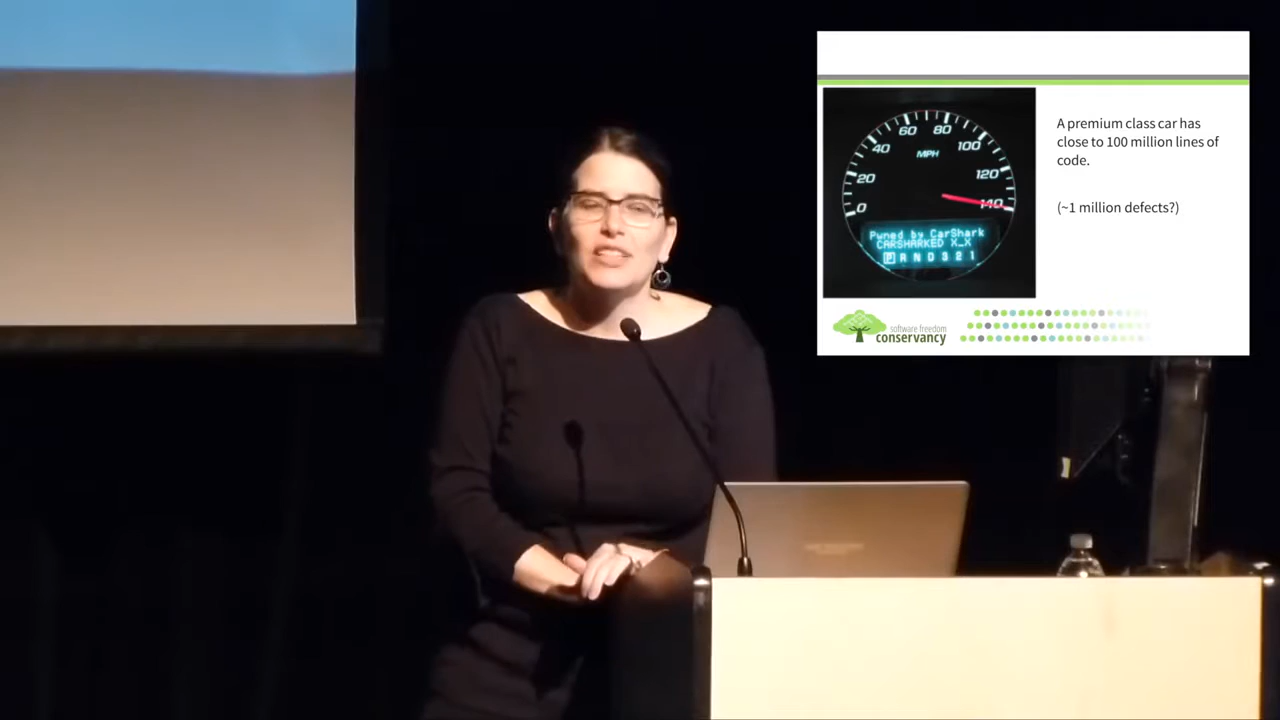 60 80
40 100
MPH
20 120
0 140
Pwned by CarShark
CARSHARKED X_X
P R N D 3 2 1
A premium class car has
close to 100 million lines of
code.
(~1 million defects?)
software freedom
conservancy